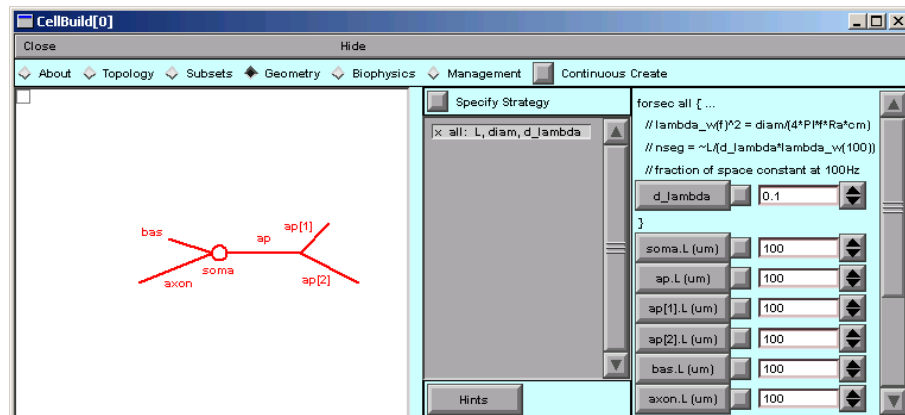 CellBuild[0]
Close Hide
About Topology Subsets Geometry Biophysics Management Continuous Create
bas
ap
ap[1]
soma
axon
ap[2]
Specify Strategy
x all: L, diam, d_lambda
Hints
forsec all { ...
//lambda_w(f)^2 = diam/(4*PI*f*Ra*cm)
//nseg = ~L/(d_lambda*lambda_w(100))
//fraction of space constant at 100Hz
d_lambda 0.1
}
soma.L (um) 100
ap.L (um) 100
ap[1].L (um) 100
ap[2].L (um) 100
bas.L (um) 100
axon.L (um) 100